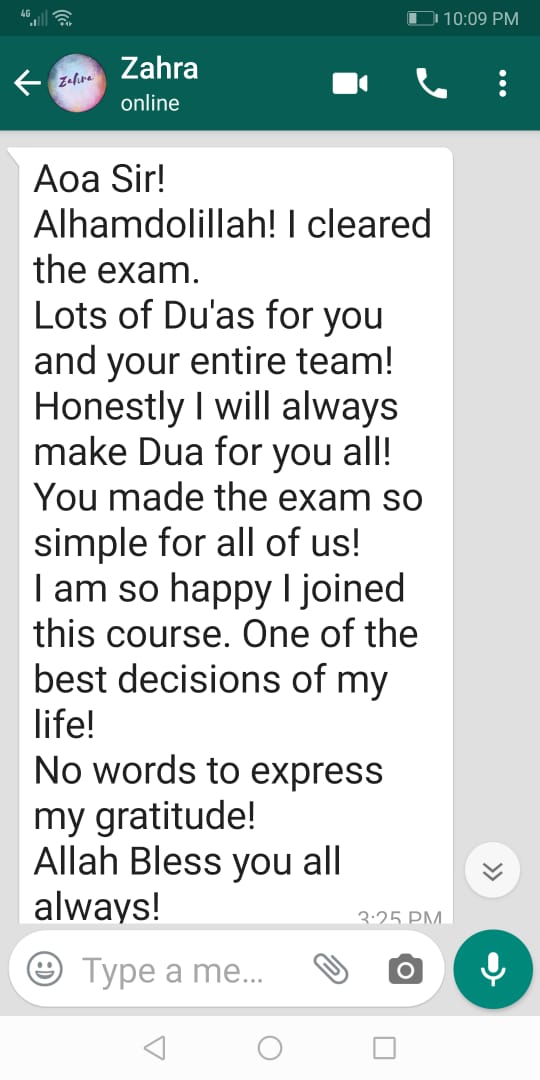 4G
10:09 PM
Zahra
Zahra
online
Aoa Sir!
Alhamdolillah! I cleared
the exam.
Lots of Du'as for you
and your entire team!
Honestly I will always
make Dua for you all!
You made the exam so
simple for all of us!
I am so happy I joined
this course. One of the
best decisions of my
life!
No words to express
my gratitude!
Allah Bless you all
always!
3:25 PM
Type a me...